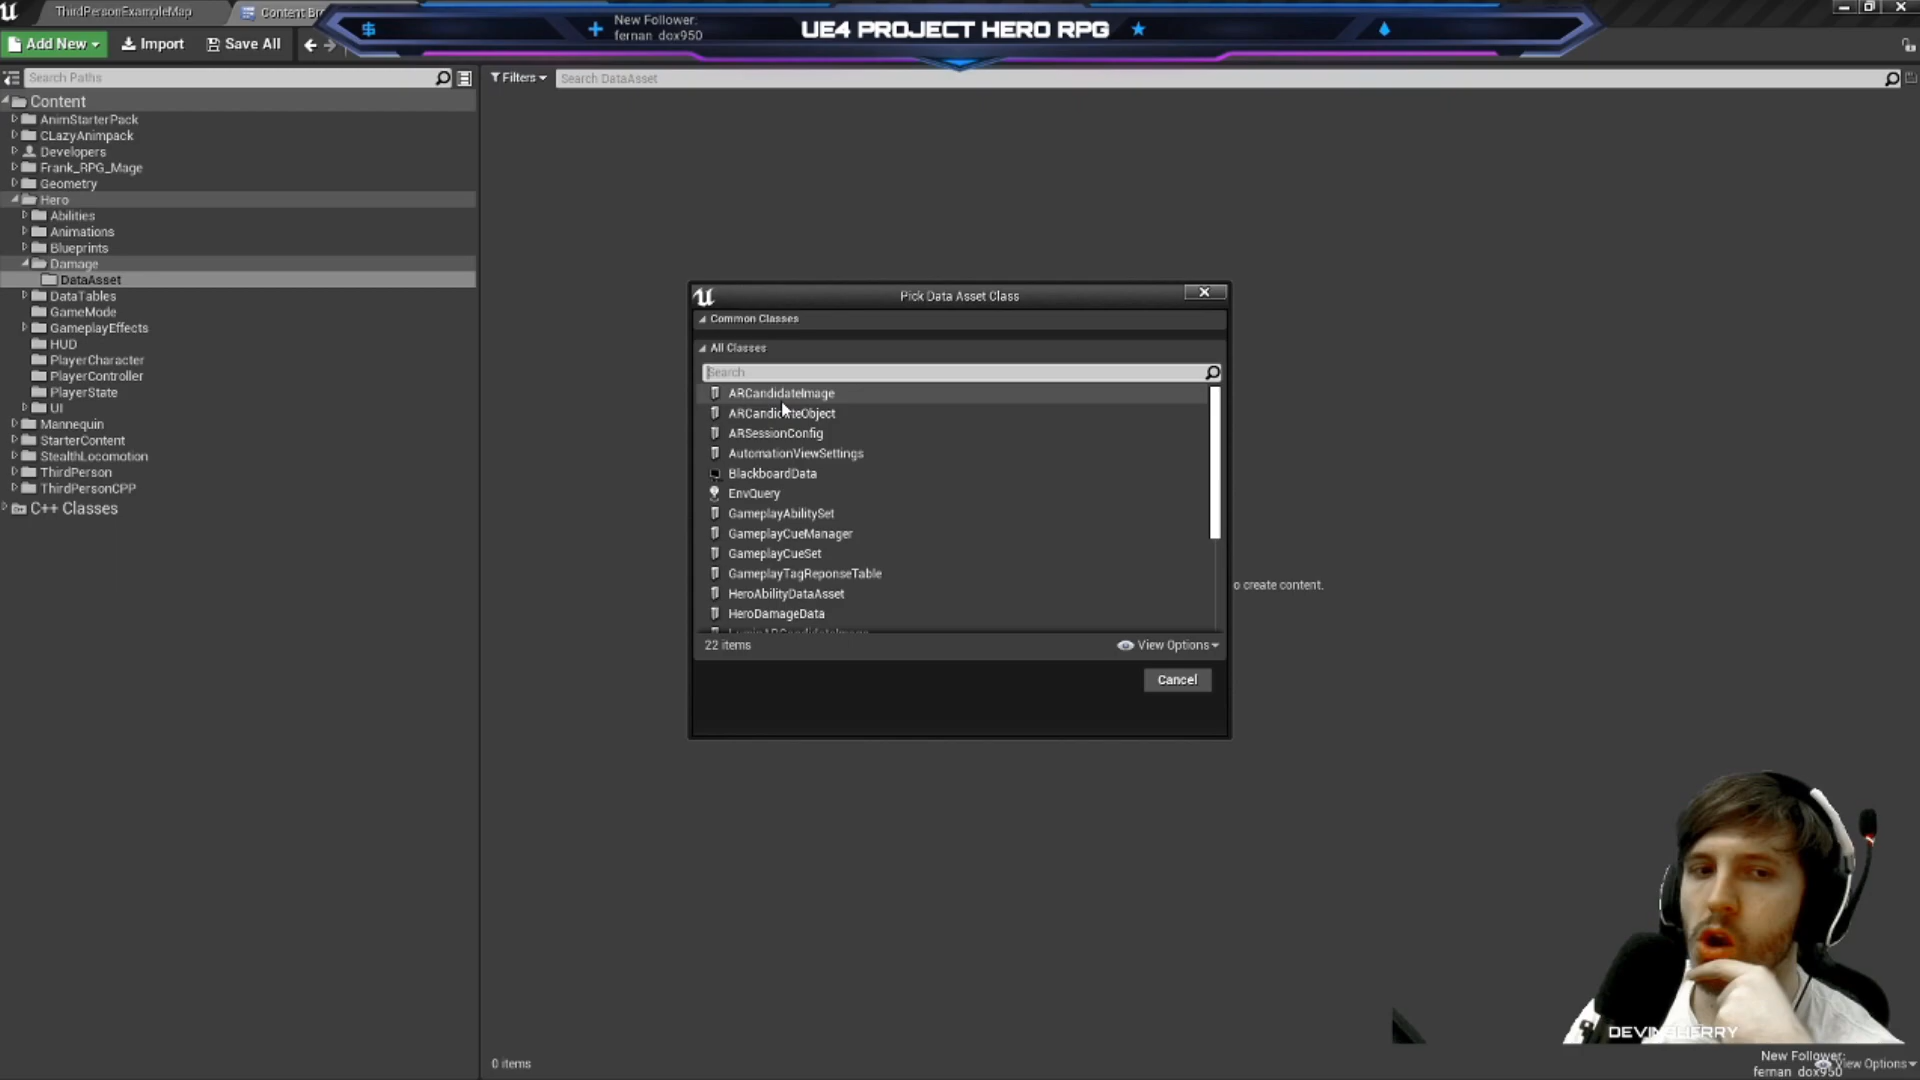 ThirdPersonExampleMap
Content Br
New Follower:
fernan_dox950
UE4 PROJECT HERO RPG
Add New
Import
Save All
Search Paths
Filters
Search DataAsset
Content
AnimStarterPack
CLazyAnimpack
Developers
Frank_RPG_Mage
Geometry
Hero
Abilities
Animations
Blueprints
Damage
DataAsset
DataTables
GameMode
GameplayEffects
HUD
PlayerCharacter
PlayerController
PlayerState
UI
Mannequin
StarterContent
StealthLocomotion
ThirdPerson
ThirdPersonCPP
C++ Classes
Pick Data Asset Class
Common Classes
All Classes
Search
ARCandidateImage
ARCandidateObject
ARSessionConfig
AutomationViewSettings
BlackboardData
EnvQuery
GameplayAbilitySet
GameplayCueManager
GameplayCueSet
GameplayTagReponseTable
HeroAbilityDataAsset
HeroDamageData
22 items
View Options
Cancel
o create content.
DEVINSHERRY
0 items
New Follower:
View Options
fernan_dox950